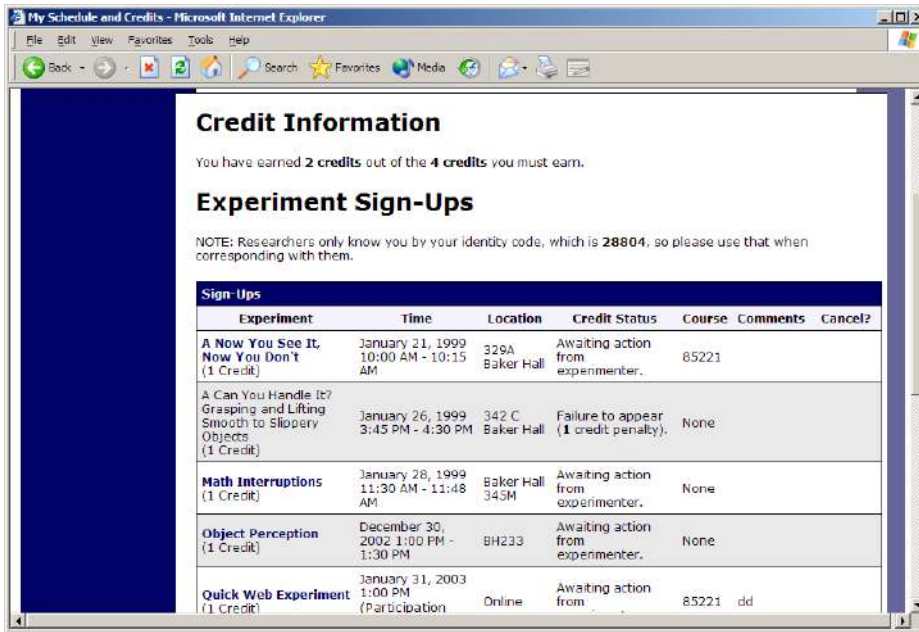 My Schedule and Credits - Microsoft Internet Explorer
File Edit View Favorites Tools Help
Back Search Favorites Media
Credit Information
You have earned 2 credits out of the 4 credits you must earn.
Experiment Sign-Ups
NOTE: Researchers only know you by your identity code, which is 28804, so please use that when
corresponding with them.
Sign-Ups
Experiment Time Location Credit Status Course Comments Cancel?
A Now You See It,
Now You Don't
(1 Credit)
January 21, 1999
10:00 AM - 10:15
AM
329A
Baker Hall
Awaiting action
from
experimenter.
85221
A Can You Handle It?
Grasping and Lifting
Smooth to Slippery
Objects
(1 Credit)
January 26, 1999
3:45 PM - 4:30 PM
342 C
Baker Hall
Failure to appear
(1 credit penalty).
None
Math Interruptions
(1 Credit)
January 28, 1999
11:30 AM - 11:48
AM
Baker Hall
345M
Awaiting action
from
experimenter.
None
Object Perception
(1 Credit)
December 30,
2002 1:00 PM -
1:30 PM
BH233
Awaiting action
from
experimenter.
None
Quick Web Experiment
(1 Credit)
January 31, 2003
1:00 PM
(Participation
Online
Awaiting action
from
85221
dd